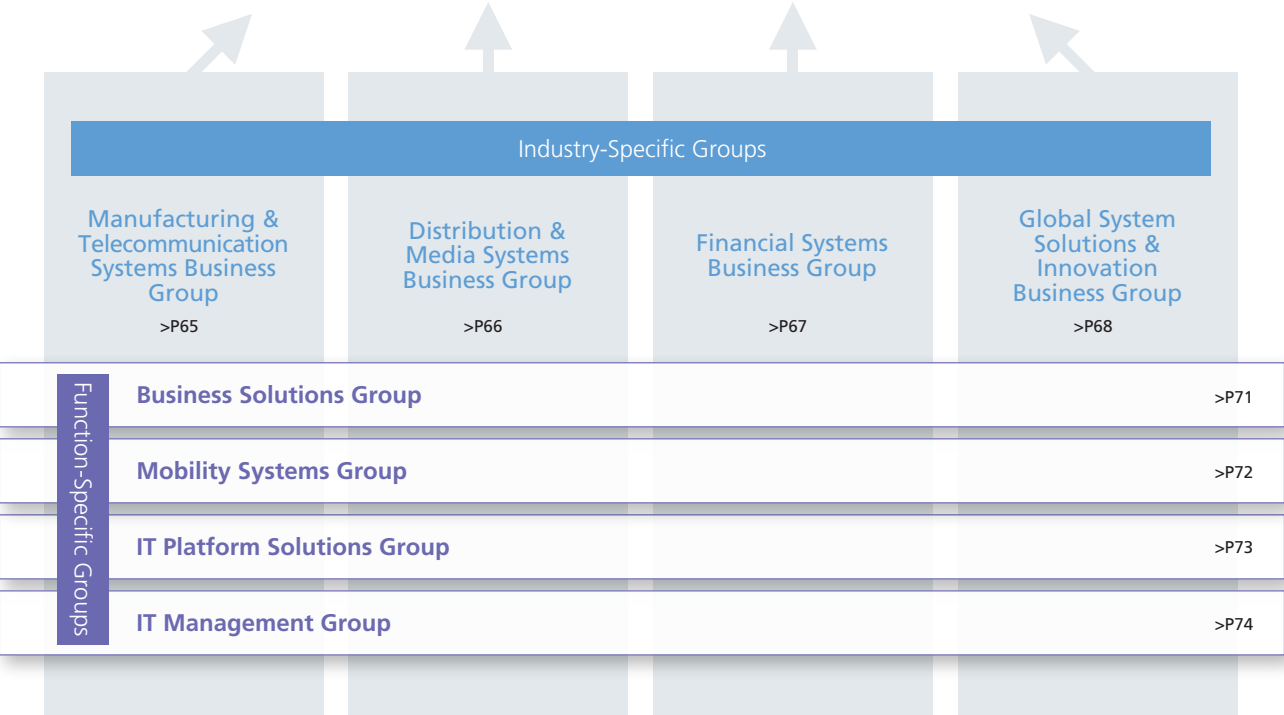 Industry-Specific Groups
Manufacturing &
Telecommunication
Systems Business
Group
>P65
Distribution &
Media Systems
Business Group
>P66
Financial Systems
Business Group
>P67
Global System
Solutions &
Innovation
Business Group
>P68
Function-Specific Groups
Business Solutions Group
>P71
Mobility Systems Group
>P72
IT Platform Solutions Group
>P73
IT Management Group
>P74